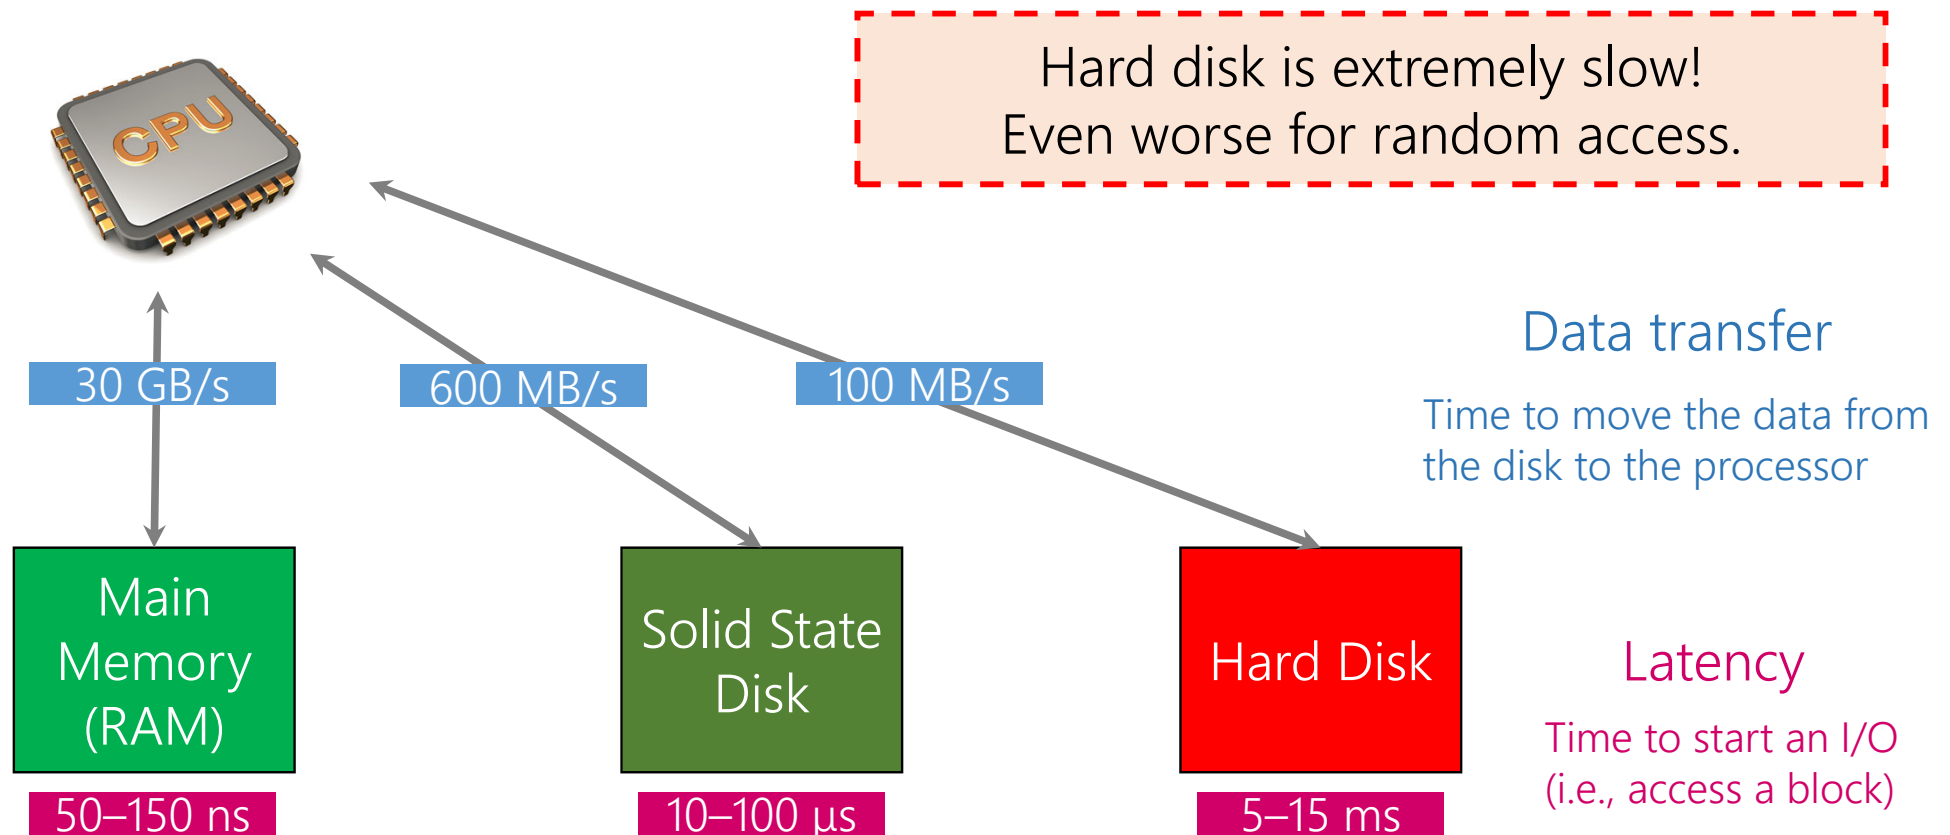 Hard disk is extremely slow!
Even worse for random access.
CPU
Data transfer
30 GB/s
600 MB/s
100 MB/s
Time to move the data from
the disk to the processor
Main
Memory
(RAM)
Solid State
Disk
Hard Disk
Latency
Time to start an I/O
(i.e., access a block)
50–150 ns
10–100 μs
5–15 ms